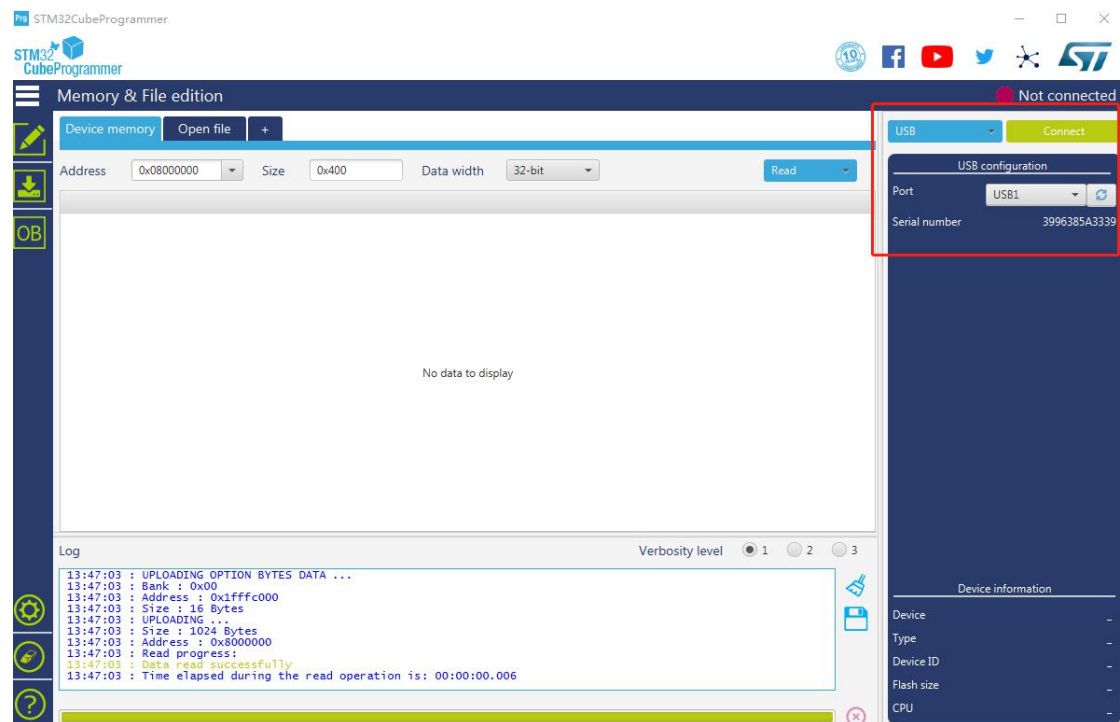 Prg STM32CubeProgrammer
STM32
CubeProgrammer
10
Memory & File edition
Not connected
Device memory Open file +
USB Connect
Address 0x08000000 Size 0x400 Data width 32-bit Read
USB configuration
Port USB1
Serial number 3996385A3339
OB
No data to display
Log Verbosity level 1 2 3
13:47:03 : UPLOADING OPTION BYTES DATA ...
13:47:03 : Bank : 0x00
13:47:03 : Address : 0x1fffc000
13:47:03 : Size : 16 Bytes
13:47:03 : UPLOADING ...
13:47:03 : Size : 1024 Bytes
13:47:03 : Address : 0x8000000
13:47:03 : Read progress:
13:47:03 : Data read successfully
13:47:03 : Time elapsed during the read operation is: 00:00:00.006
Device information
Device -
Type -
Device ID -
Flash size -
CPU -